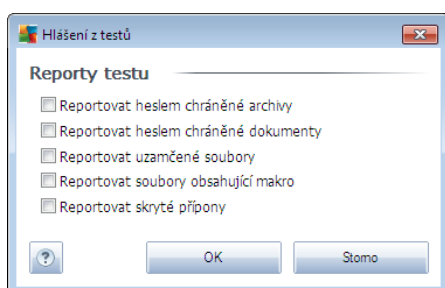 Hlášení z testů
Reporty testu
Reportovat heslem chráněné archivy
Reportovat heslem chráněné dokumenty
Reportovat uzamčené soubory
Reportovat soubory obsahující makro
Reportovat skryté přípony
?
OK
Storno